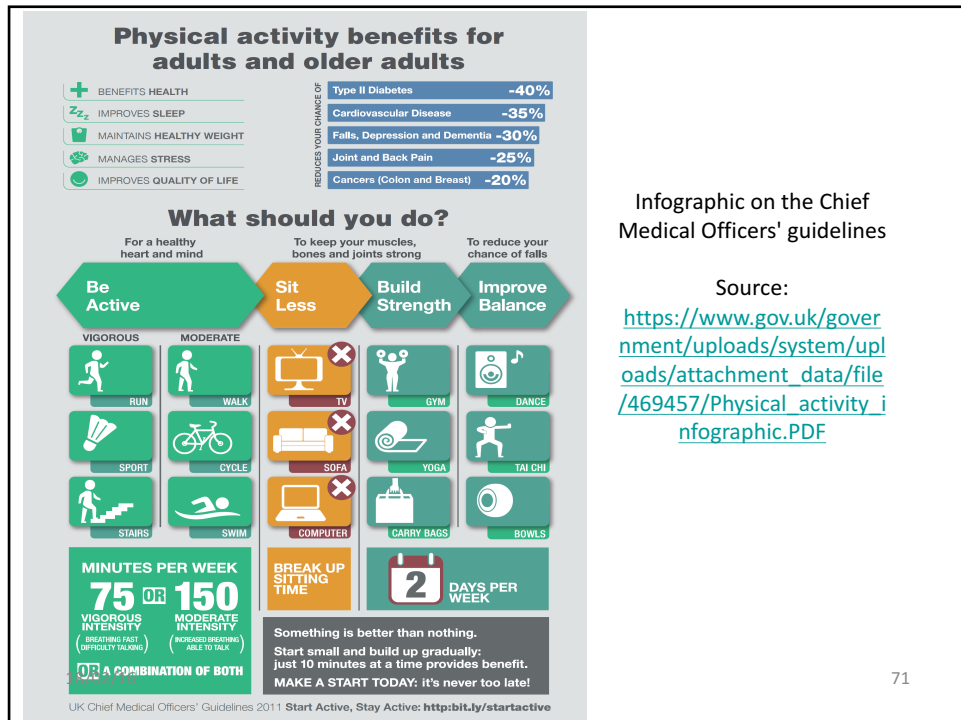 Physical activity benefits for
adults and older adults
BENEFITS HEALTH
Zzz IMPROVES SLEEP
MAINTAINS HEALTHY WEIGHT
MANAGES STRESS
IMPROVES QUALITY OF LIFE
REDUCES YOUR CHANCE OF
Type II Diabetes -40%
Cardiovascular Disease -35%
Falls, Depression and Dementia -30%
Joint and Back Pain -25%
Cancers (Colon and Breast) -20%
What should you do?
For a healthy
heart and mind
To keep your muscles,
bones and joints strong
To reduce your
chance of falls
Be
Active
Sit
Less
Build
Strength
Improve
Balance
VIGOROUS MODERATE
RUN WALK TV GYM DANCE
SPORT CYCLE SOFA YOGA TAI CHI
STAIRS SWIM COMPUTER CARRY BAGS BOWLS
MINUTES PER WEEK
75 OR 150
VIGOROUS
INTENSITY
(BREATHING FAST
DIFFICULTY TALKING)
MODERATE
INTENSITY
(INCREASED BREATHING
ABLE TO TALK)
OR A COMBINATION OF BOTH
BREAK UP
SITTING
TIME
2 DAYS PER
WEEK
Something is better than nothing.
Start small and build up gradually:
just 10 minutes at a time provides benefit.
MAKE A START TODAY: it's never too late!
UK Chief Medical Officers' Guidelines 2011 Start Active, Stay Active: http:bit.ly/startactive
Infographic on the Chief
Medical Officers' guidelines
Source:
https://www.gov.uk/gover
nment/uploads/system/upl
oads/attachment_data/file
/469457/Physical_activity_i
nfographic.PDF
71